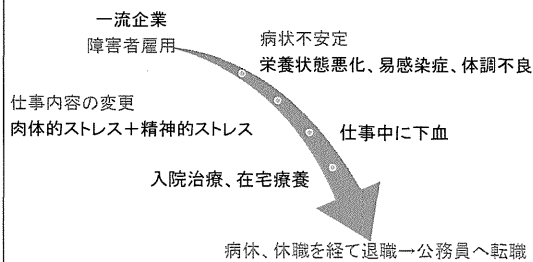 一流企業
障害者雇用
病状不安定
栄養状態悪化、易感染症、体調不良
仕事内容の変更
肉体的ストレス＋精神的ストレス
仕事中に下血
入院治療、在宅療養
病休、休職を経て退職→公務員へ転職